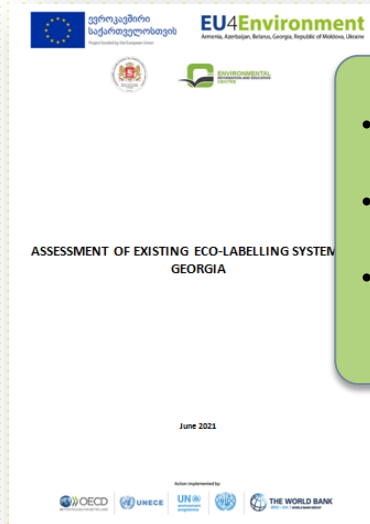 ევროკავშირი
საქართველოსთვის
Project funded by the European Union
EU4Environment
Armenia, Azerbaijan, Belarus, Georgia, Republic of Moldova, Ukraine
ENVIRONMENTAL
INFORMATION AND EDUCATION
CENTRE
ASSESSMENT OF EXISTING ECO-LABELLING SYSTEM
GEORGIA
June 2021
Action implemented by:
OECD
UNECE
UN
environment
programme
THE WORLD BANK